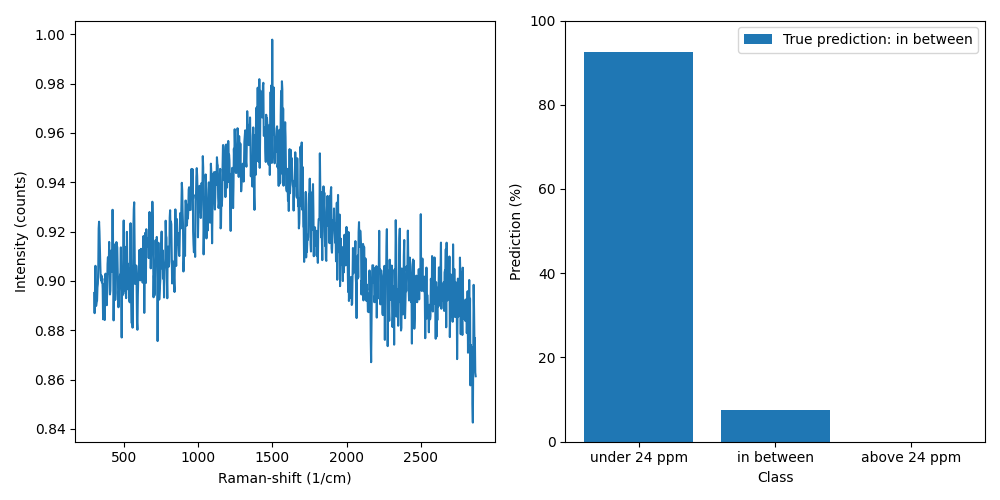 1.00
0.98
0.96
0.94
0.92
0.90
0.88
0.86
0.84
Intensity (counts)
500
1000
1500
2000
2500
Raman-shift (1/cm)
100
80
60
40
20
0
Prediction (%)
True prediction: in between
under 24 ppm
in between
above 24 ppm
Class